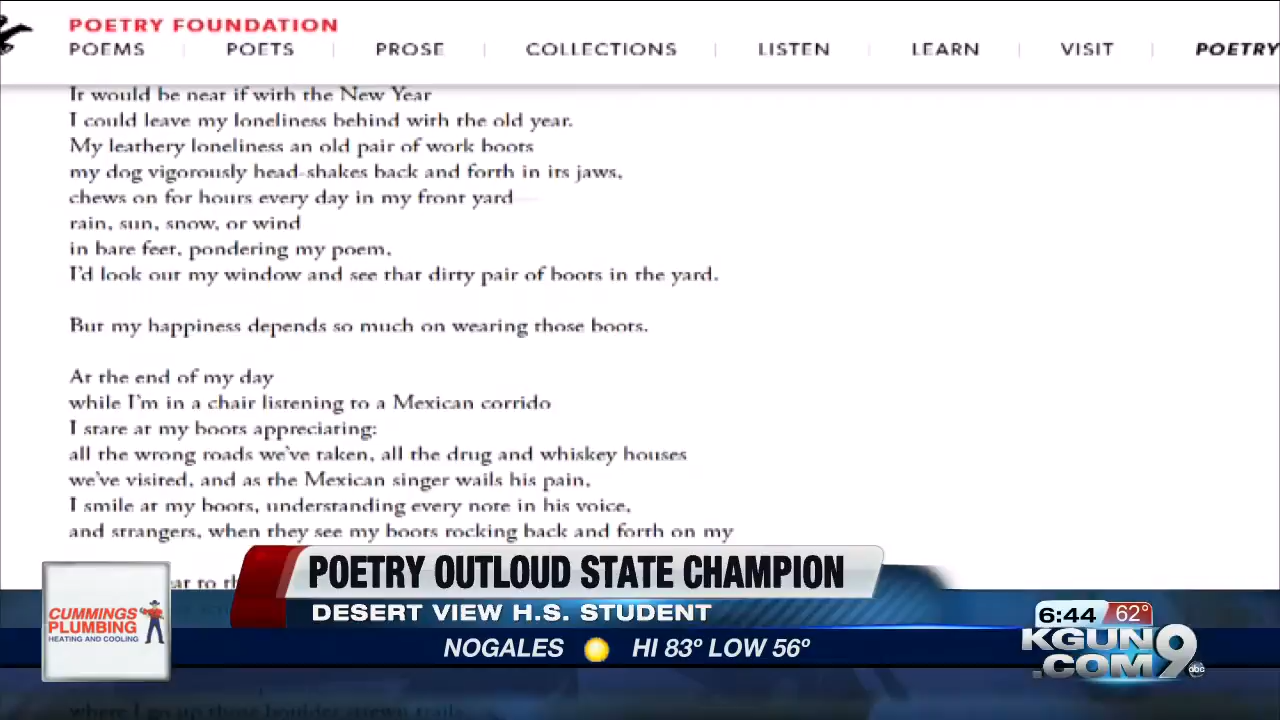 POETRY FOUNDATION
POEMS POETS PROSE COLLECTIONS LISTEN LEARN VISIT POETRY
It would be neat if with the New Year
I could leave my loneliness behind with the old year.
My leathery loneliness an old pair of work boots
my dog vigorously head-shakes back and forth in its jaws,
chews on for hours every day in my front yard—
rain, sun, snow, or wind
in bare feet, pondering my poem,
I'd look out my window and see that dirty pair of boots in the yard.
But my happiness depends so much on wearing those boots.
At the end of my day
while I'm in a chair listening to a Mexican corrido
I stare at my boots appreciating:
all the wrong roads we've taken, all the drug and whiskey houses
we've visited, and as the Mexican singer wails his pain,
I smile at my boots, understanding every note in his voice,
and strangers, when they see my boots rocking back and forth on my
POETRY OUTLOUD STATE CHAMPION
DESERT VIEW H.S. STUDENT
CUMMINGS
PLUMBING
HEATING AND COOLING
NOGALES HI 83° LOW 56°
6:44 62°
KGUN9
.COM
abc
where I go up those boulder-strewn trails